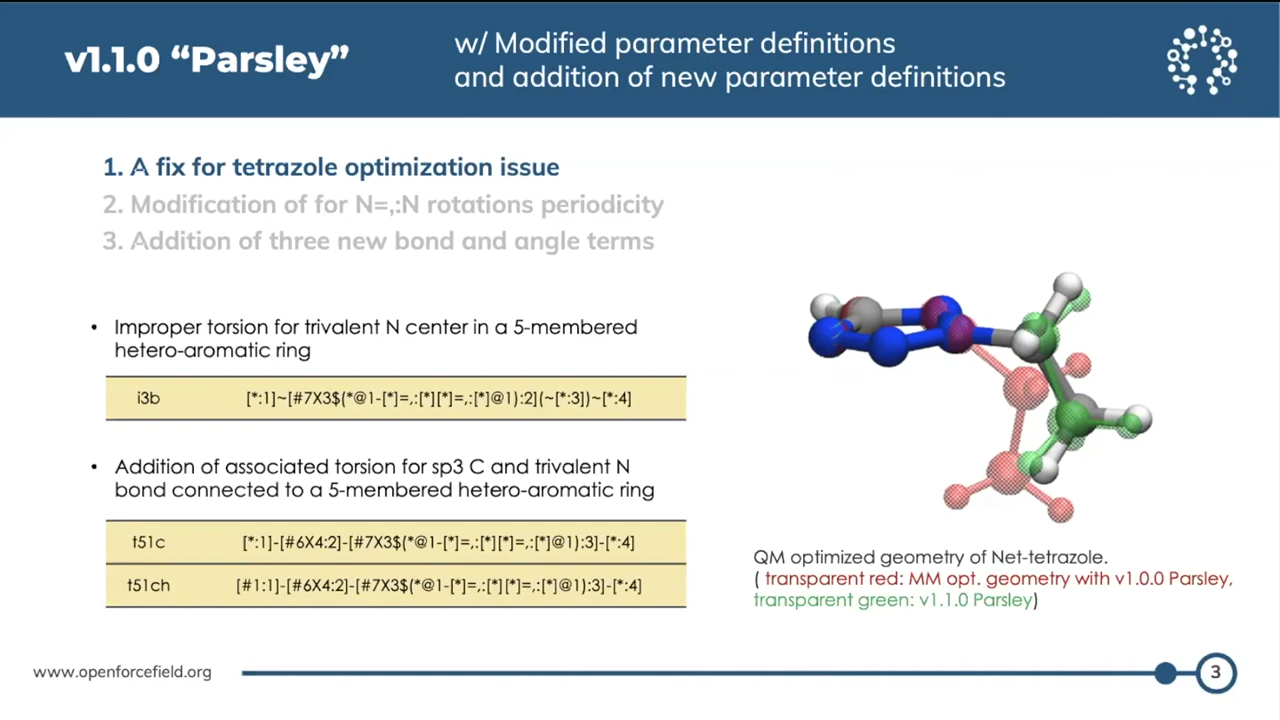 v1.1.0 “Parsley”
w/ Modified parameter definitions
and addition of new parameter definitions
1. A fix for tetrazole optimization issue
2. Modification of for N=,:N rotations periodicity
3. Addition of three new bond and angle terms
• Improper torsion for trivalent N center in a 5-membered
hetero-aromatic ring
i3b [*:1]~[#7X3$(*@1-[*]=,:[*][*]=,:[*]@1):2](~[*:3])~[*:4]
• Addition of associated torsion for sp3 C and trivalent N
bond connected to a 5-membered hetero-aromatic ring
t51c [*:1]-[#6X4:2]-[#7X3$(*@1-[*]=,:[*][*]=,:[*]@1):3]-[*:4]
t51ch [#1:1]-[#6X4:2]-[#7X3$(*@1-[*]=,:[*][*]=,:[*]@1):3]-[*:4]
QM optimized geometry of Net-tetrazole.
( transparent red: MM opt. geometry with v1.0.0 Parsley,
transparent green: v1.1.0 Parsley)
www.openforcefield.org
3